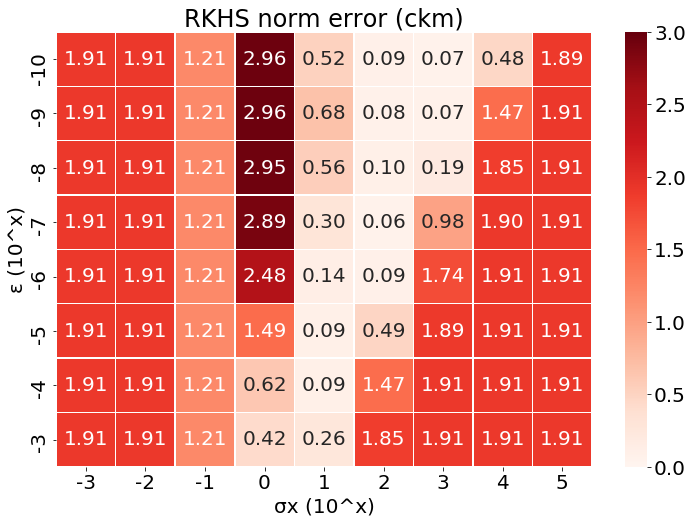 RKHS norm error (ckm)
-10 1.91 1.91 1.21 2.96 0.52 0.09 0.07 0.48 1.89
-9 1.91 1.91 1.21 2.96 0.68 0.08 0.07 1.47 1.91
-8 1.91 1.91 1.21 2.95 0.56 0.10 0.19 1.85 1.91
-7 1.91 1.91 1.21 2.89 0.30 0.06 0.98 1.90 1.91
-6 1.91 1.91 1.21 2.48 0.14 0.09 1.74 1.91 1.91
-5 1.91 1.91 1.21 1.49 0.09 0.49 1.89 1.91 1.91
-4 1.91 1.91 1.21 0.62 0.09 1.47 1.91 1.91 1.91
-3 1.91 1.91 1.21 0.42 0.26 1.85 1.91 1.91 1.91
-3 -2 -1 0 1 2 3 4 5
σx (10^x)
ε (10^x)
3.0
2.5
2.0
1.5
1.0
0.5
0.0